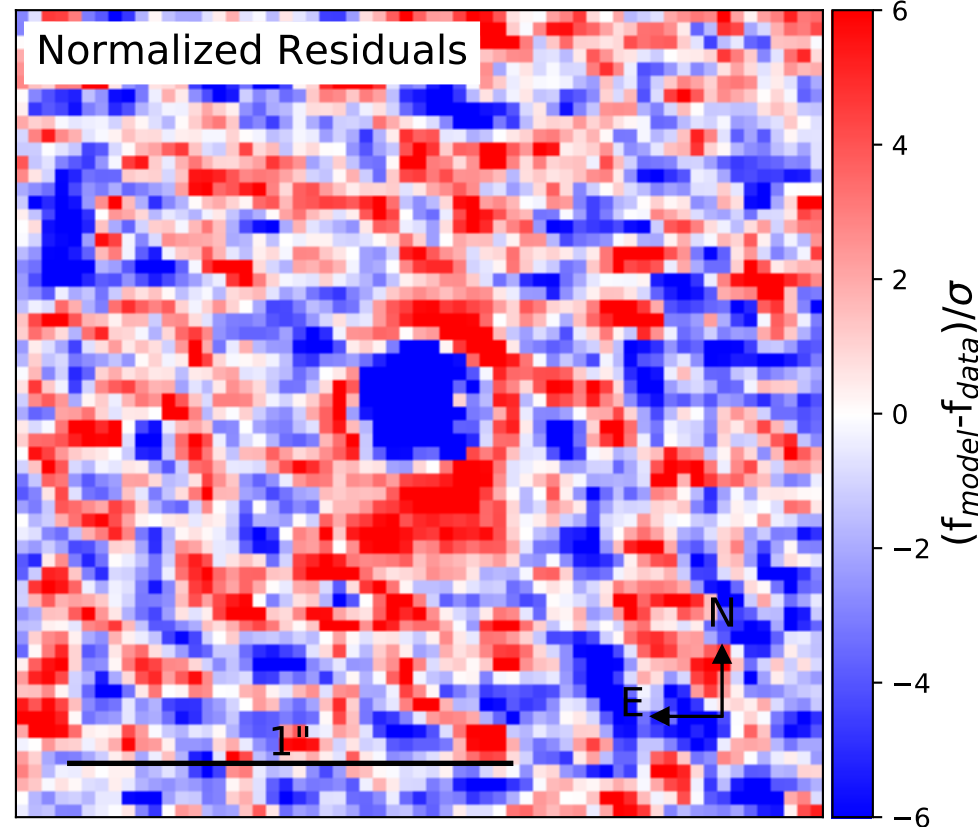 Normalized Residuals
6
4
2
0
−2
−4
−6
(f_model-f_data)/σ
N
E
1"